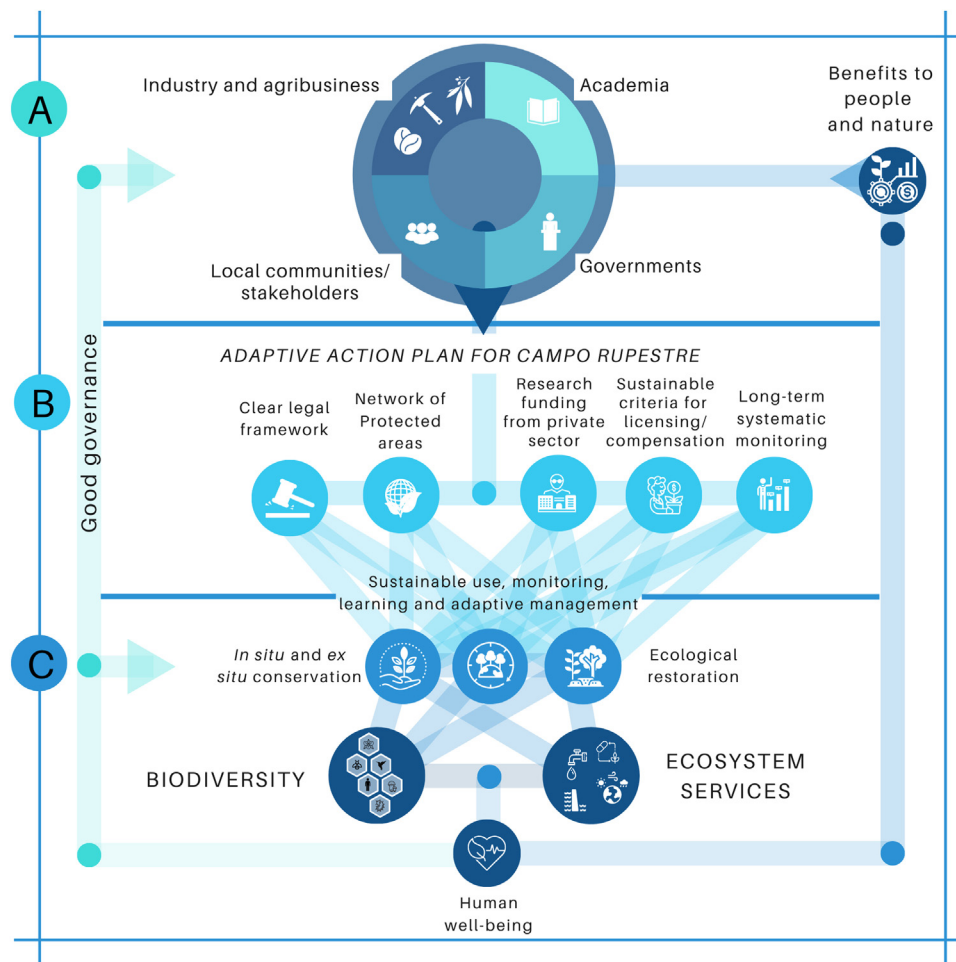 A
Industry and agribusiness
Academia
Benefits to
people
and nature
Local communities/
stakeholders
Governments
Good governance
B
ADAPTIVE ACTION PLAN FOR CAMPO RUPESTRE
Clear legal
framework
Network of
Protected
areas
Research
funding
from private
sector
Sustainable
criteria for
licensing/
compensation
Long-term
systematic
monitoring
Sustainable use, monitoring,
learning and adaptive management
C
In situ and ex
situ conservation
Ecological
restoration
BIODIVERSITY
ECOSYSTEM
SERVICES
Human
well-being